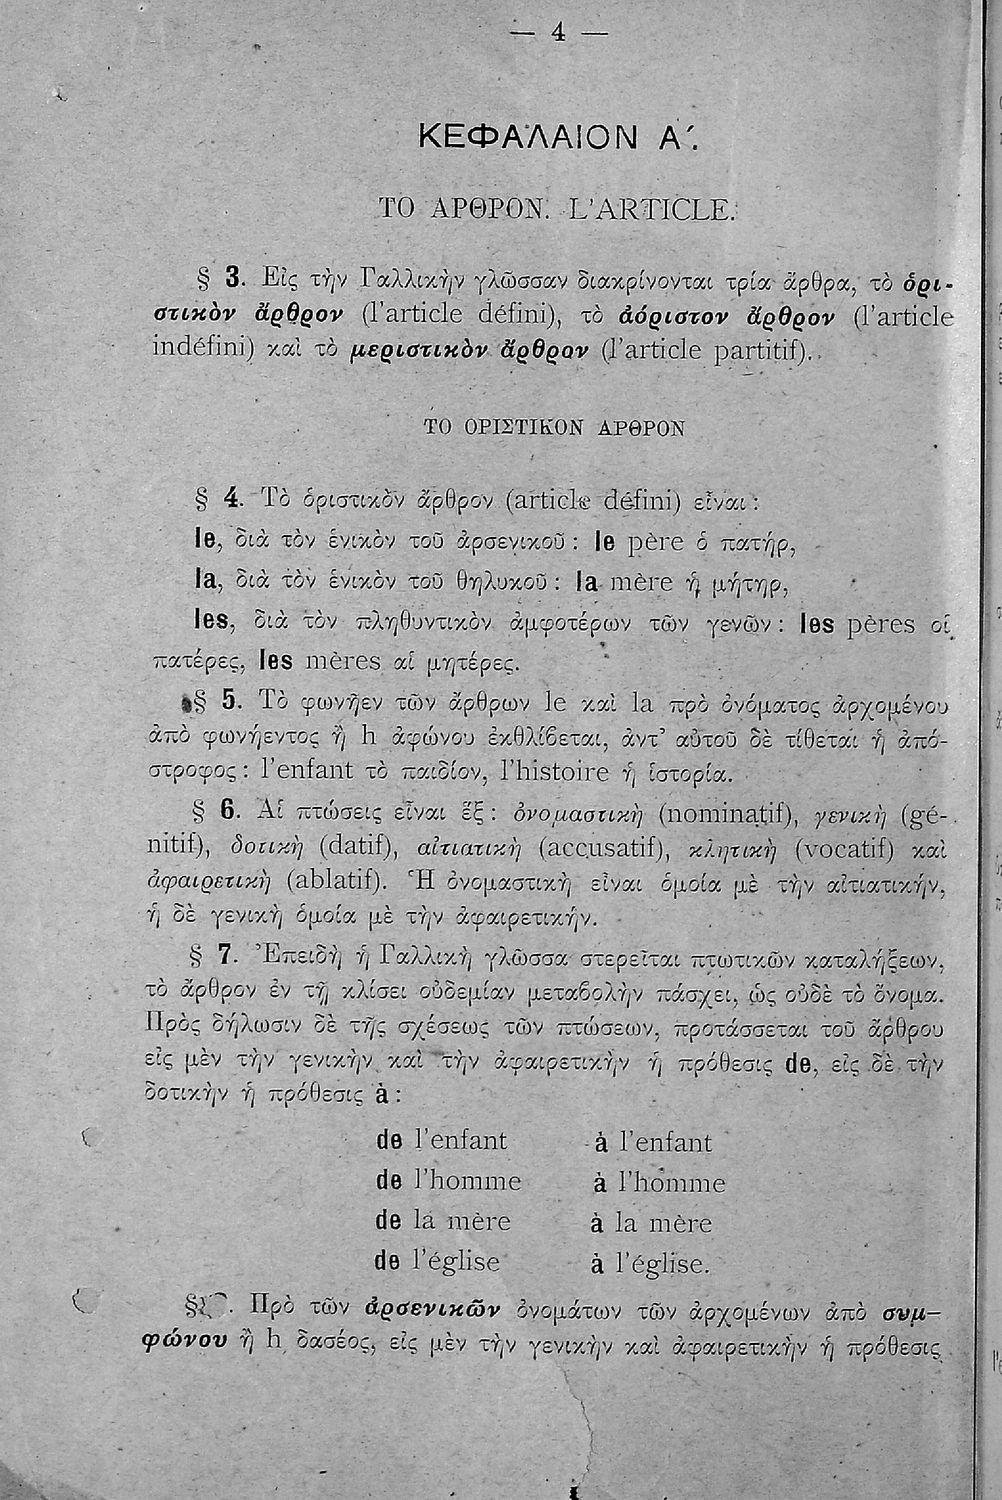 — 4 —
ΚΕΦΑΛΑΙΟΝ Α΄.
ΤΟ ΑΡΘΡΟΝ. L'ARTICLE.
§ 3. Εἰς τὴν Γαλλικὴν γλῶσσαν διακρίνονται τρία ἄρθρα, τὸ ὁρι-
στικὸν ἄρθρον (l'article défini), τὸ ἀόριστον ἄρθρον (l'article
indéfini) καὶ τὸ μεριστικὸν ἄρθρον (l'article partitif).
ΤΟ ΟΡΙΣΤΙΚΟΝ ΑΡΘΡΟΝ
§ 4. Τὸ ὁριστικὸν ἄρθρον (article défini) εἶναι :
le, διὰ τὸν ἑνικὸν τοῦ ἀρσενικοῦ : le père ὁ πατήρ,
la, διὰ τὸν ἑνικὸν τοῦ θηλυκοῦ : la mère ἡ μήτηρ,
les, διὰ τὸν πληθυντικὸν ἀμφοτέρων τῶν γενῶν : les pères οἱ
πατέρες, les mères αἱ μητέρες.
§ 5. Τὸ φωνῆεν τῶν ἄρθρων le καὶ la πρὸ ὀνόματος ἀρχομένου
ἀπὸ φωνήεντος ἢ h ἀφώνου ἐκθλίβεται, ἀντ' αὐτοῦ δὲ τίθεται ἡ ἀπό-
στροφος : l'enfant τὸ παιδίον, l'histoire ἡ ἱστορία.
§ 6. Αἱ πτώσεις εἶναι ἕξ : ὀνομαστικὴ (nominatif), γενικὴ (gé-
nitif), δοτικὴ (datif), αἰτιατικὴ (accusatif), κλητικὴ (vocatif) καὶ
ἀφαιρετικὴ (ablatif). Ἡ ὀνομαστικὴ εἶναι ὁμοία μὲ τὴν αἰτιατικήν,
ἡ δὲ γενικὴ ὁμοία μὲ τὴν ἀφαιρετικήν.
§ 7. Ἐπειδὴ ἡ Γαλλικὴ γλῶσσα στερεῖται πτωτικῶν καταλήξεων,
τὸ ἄρθρον ἐν τῇ κλίσει οὐδεμίαν μεταβολὴν πάσχει, ὡς οὐδὲ τὸ ὄνομα.
Πρὸς δήλωσιν δὲ τῆς σχέσεως τῶν πτώσεων, προτάσσεται τοῦ ἄρθρου
εἰς μὲν τὴν γενικὴν καὶ τὴν ἀφαιρετικὴν ἡ πρόθεσις de, εἰς δὲ τὴν
δοτικὴν ἡ πρόθεσις à :
de l'enfant à l'enfant
de l'homme à l'homme
de la mère à la mère
de l'église à l'église.
§ . Πρὸ τῶν ἀρσενικῶν ὀνομάτων τῶν ἀρχομένων ἀπὸ συμ-
φώνου ἢ h δασέος, εἰς μὲν τὴν γενικὴν καὶ ἀφαιρετικὴν ἡ πρόθεσις